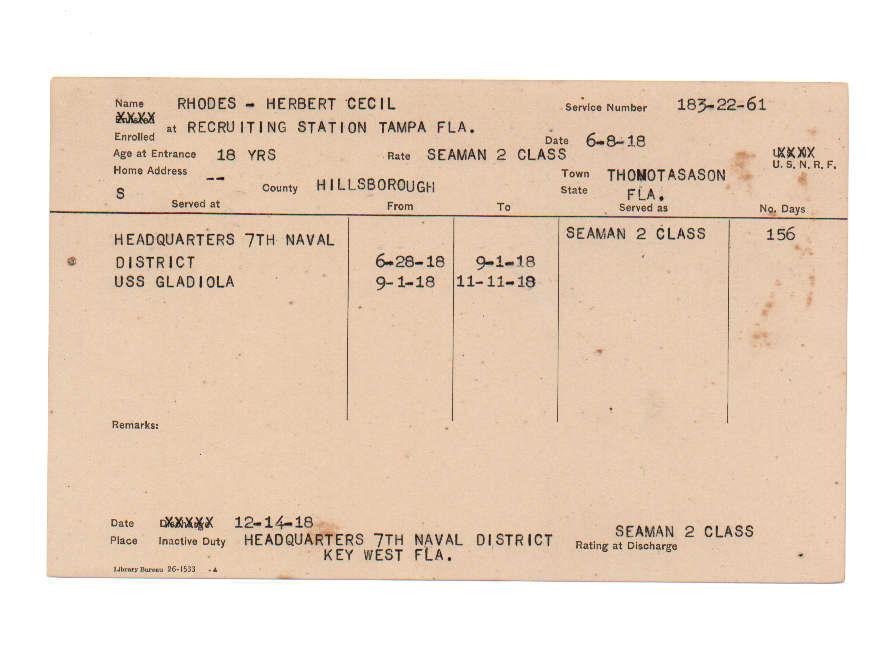 Name RHODES - HERBERT CECIL Service Number 183-22-61
Enrolled at RECRUITING STATION TAMPA FLA. Date 6-8-18
Age at Entrance 18 YRS Rate SEAMAN 2 CLASS U. S. N. R. F.
Home Address -- Town THONOTASASON
S County HILLSBOROUGH State FLA.
Served at From To Served as No. Days
HEADQUARTERS 7TH NAVAL SEAMAN 2 CLASS 156
DISTRICT 6-28-18 9-1-18
USS GLADIOLA 9-1-18 11-11-18
Remarks:
Date XXXXX 12-14-18
Place Inactive Duty HEADQUARTERS 7TH NAVAL DISTRICT SEAMAN 2 CLASS
KEY WEST FLA. Rating at Discharge
Library Bureau 26-1533 -A